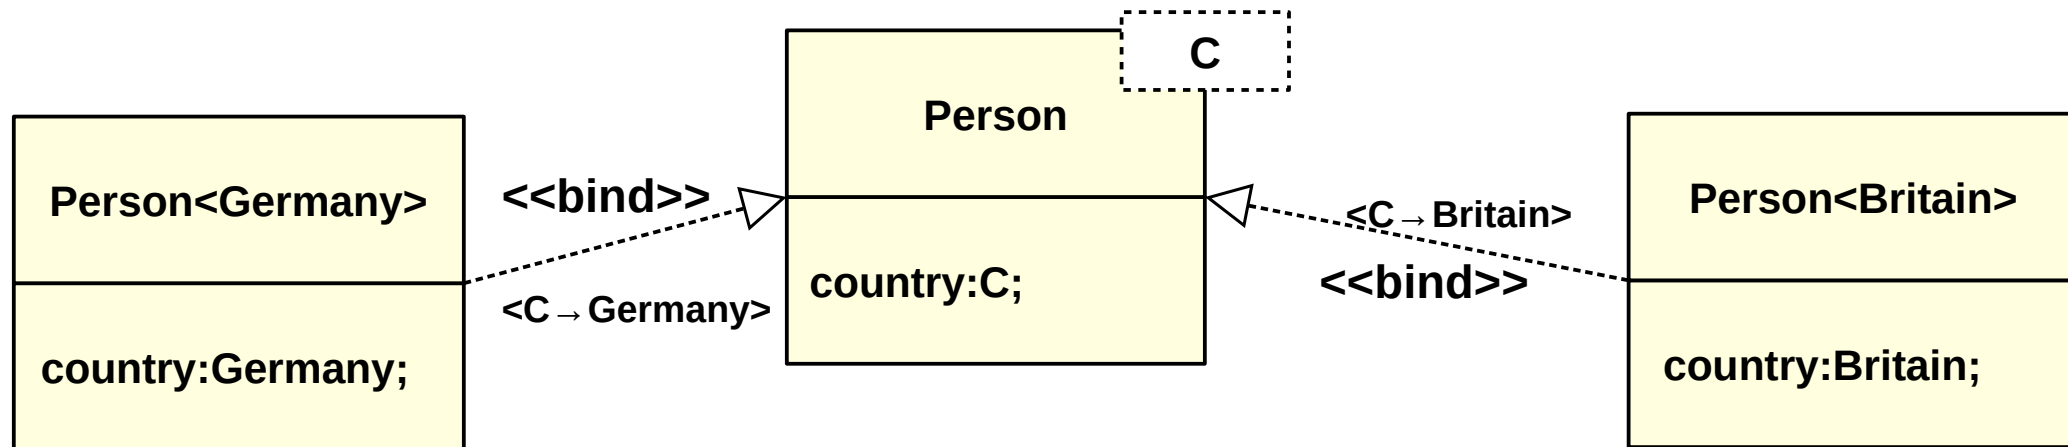 C
Person
country:C;
Person<Germany>
country:Germany;
<<bind>>
<C→Germany>
<C→Britain>
<<bind>>
Person<Britain>
country:Britain;